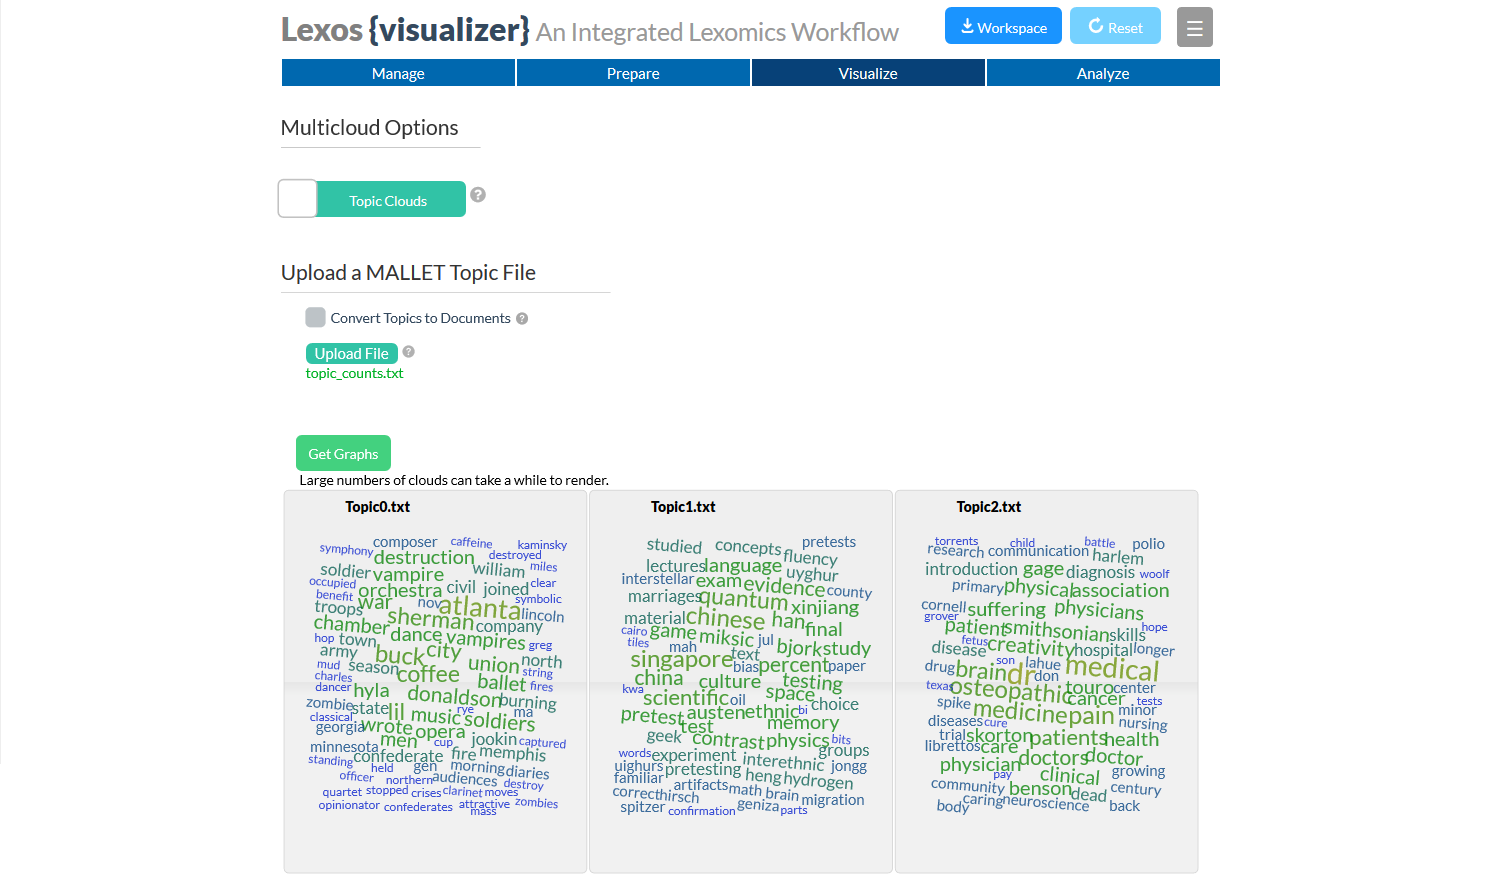 Lexos {visualizer} An Integrated Lexomics Workflow
Workspace
Reset
Manage
Prepare
Visualize
Analyze
Multicloud Options
Topic Clouds
?
Upload a MALLET Topic File
Convert Topics to Documents ?
Upload File ?
topic_counts.txt
Get Graphs
Large numbers of clouds can take a while to render.
Topic0.txt
composer caffeine kaminsky
symphony destruction destroyed
soldier vampire william miles
occupied orchestra civil joined clear
benefit war nov atlanta symbolic
troops sherman lincoln
chamber dance vampires company
hop town greg
army buck city union north
mud season coffee string
charles ballet fires
dancer hyla donaldson burning
zombie state lil rye ma
classical music soldiers
georgia wrote opera
men cup jookin captured
minnesota confederate fire memphis
standing held gen morning diaries
officer northern audiences destroy
quartet stopped crises clarinet moves
opinionator confederates attractive zombies
mass
Topic1.txt
studied concepts pretests
lectures language fluency
interstellar exam evidence uyghur
marriages quantum county
xinjiang
material chinese han final
cairo game miksic jul
tiles mah text bjork study
singapore bias percent paper
china culture testing
kwa scientific oil space choice
pretest austen ethnic bi
test memory
geek contrast physics bits
words experiment interethnic groups
uighurs pretesting heng jongg
familiar artifacts hydrogen
correct hirsch math brain migration
spitzer confirmation geniza parts
Topic2.txt
torrents child battle polio
research communication harlem
introduction gage diagnosis woolf
primary physical association
cornell suffering physicians
grover patient smithsonian hope
fetus creativity skills
disease hospital longer
drug brain son lahue medical
dr don
texas osteopathic touro center
spike cancer tests
medicine pain minor
diseases cure nursing
trial skorton patients health
librettos care doctors doctor
physician clinical growing
pay
community benson dead century
caring neuroscience back
body